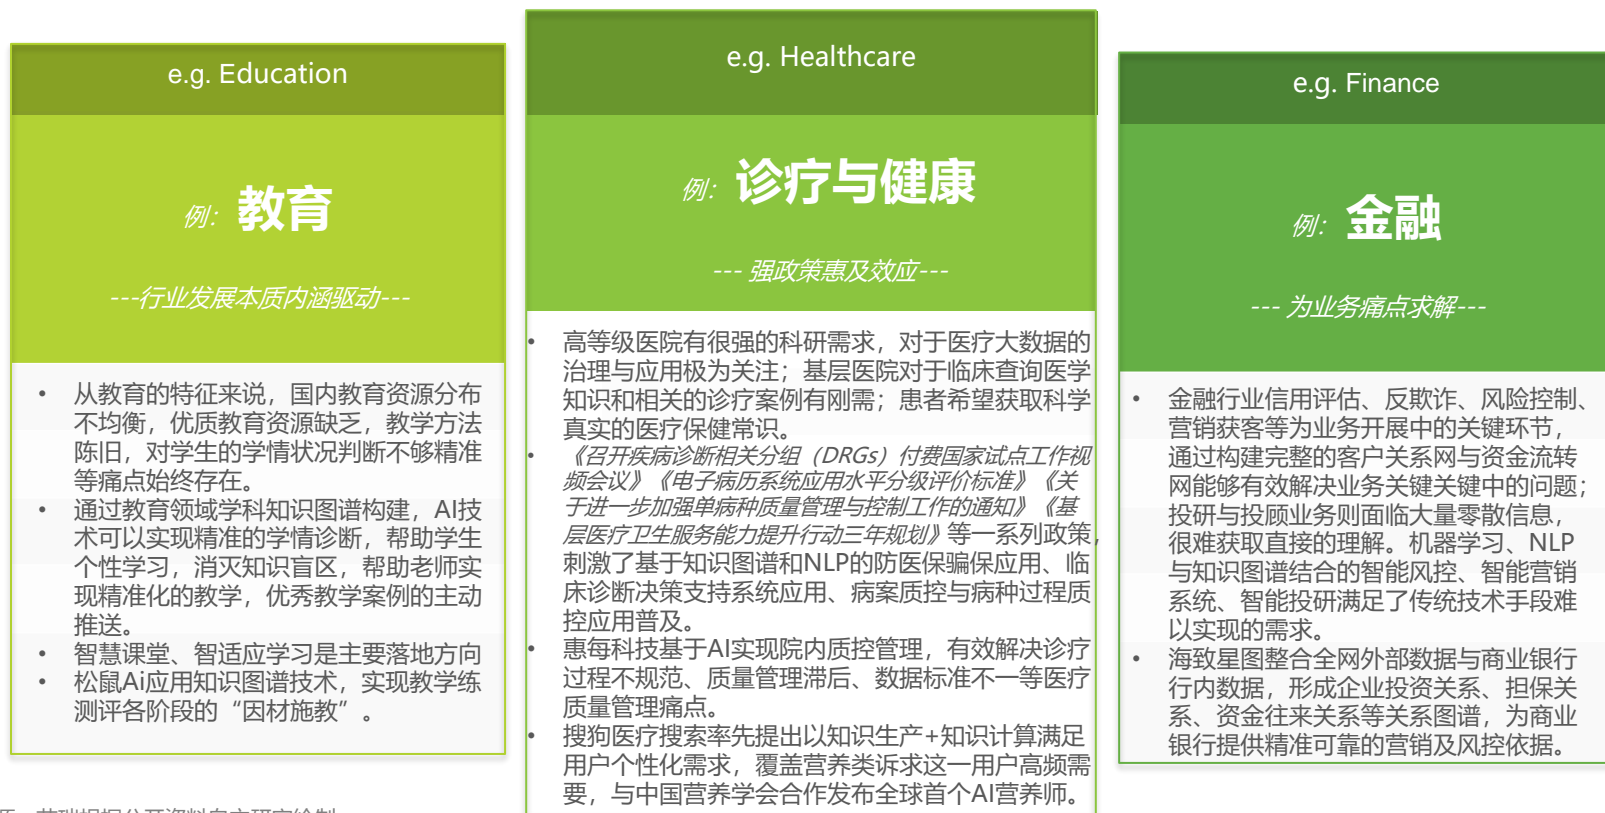 e.g. Education
例：教育
---行业发展本质内涵驱动---
• 从教育的特征来说，国内教育资源分布
不均衡，优质教育资源缺乏，教学方法
陈旧，对学生的学情状况判断不够精准
等痛点始终存在。
• 通过教育领域学科知识图谱构建，AI技
术可以实现精准的学情诊断，帮助学生
个性学习，消灭知识盲区，帮助老师实
现精准化的教学，优秀教学案例的主动
推送。
• 智慧课堂、智适应学习是主要落地方向
• 松鼠Ai应用知识图谱技术，实现教学练
测评各阶段的“因材施教”。
e.g. Healthcare
例：诊疗与健康
--- 强政策惠及效应---
• 高等级医院有很强的科研需求，对于医疗大数据的
治理与应用极为关注；基层医院对于临床查询医学
知识和相关的诊疗案例有刚需；患者希望获取科学
真实的医疗保健常识。
• 《召开疾病诊断相关分组（DRGs）付费国家试点工作视
频会议》《电子病历系统应用水平分级评价标准》《关
于进一步加强单病种质量管理与控制工作的通知》《基
层医疗卫生服务能力提升行动三年规划》等一系列政策，
刺激了基于知识图谱和NLP的防医保骗保应用、临
床诊断决策支持系统应用、病案质控与病种过程质
控应用普及。
• 惠每科技基于AI实现院内质控管理，有效解决诊疗
过程不规范、质量管理滞后、数据标准不一等医疗
质量管理痛点。
• 搜狗医疗搜索率先提出以知识生产+知识计算满足
用户个性化需求，覆盖营养类诉求这一用户高频需
要，与中国营养学会合作发布全球首个AI营养师。
e.g. Finance
例：金融
--- 为业务痛点求解---
• 金融行业信用评估、反欺诈、风险控制、
营销获客等为业务开展中的关键环节，
通过构建完整的客户关系网与资金流转
网能够有效解决业务关键关键中的问题；
投研与投顾业务则面临大量零散信息，
很难获取直接的理解。机器学习、NLP
与知识图谱结合的智能风控、智能营销
系统、智能投研满足了传统技术手段难
以实现的需求。
• 海致星图整合全网外部数据与商业银行
行内数据，形成企业投资关系、担保关
系、资金往来关系等关系图谱，为商业
银行提供精准可靠的营销及风控依据。